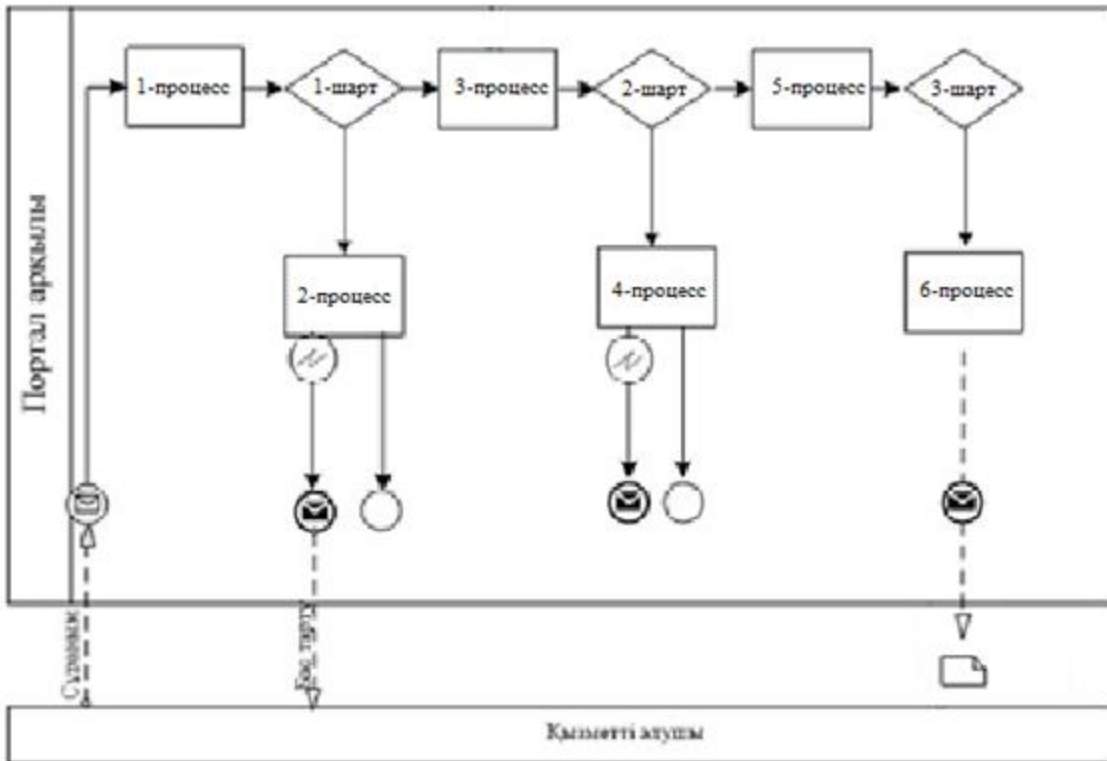 Портал арқылы
1-процесс
1-шарт
3-процесс
2-шарт
5-процесс
3-шарт
2-процесс
4-процесс
6-процесс
Сұраным
Бас тарту
Қызметті алушы